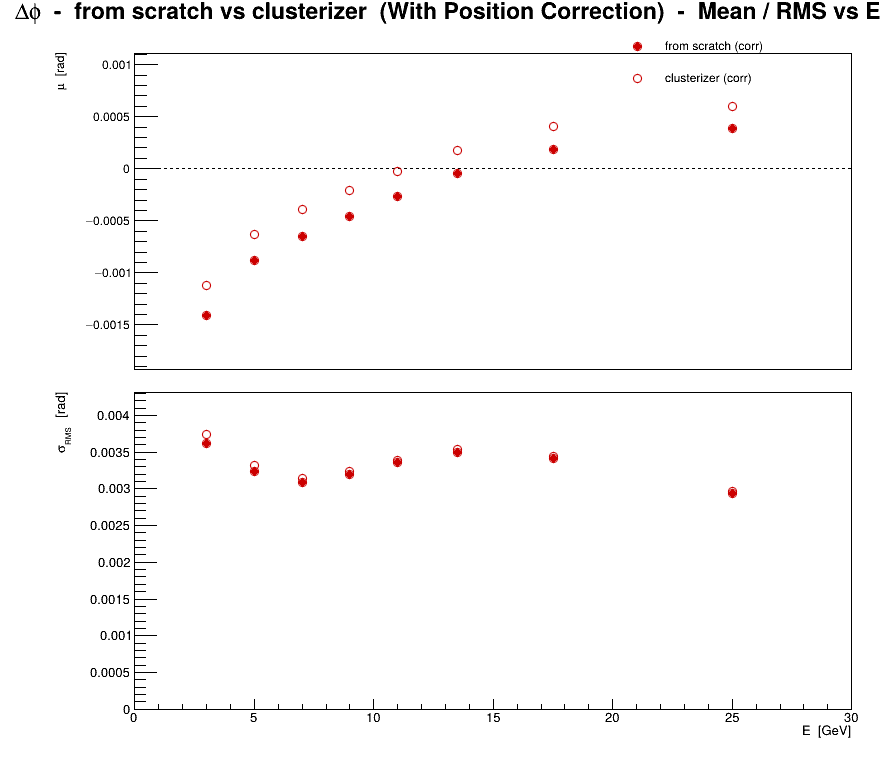 Δϕ - from scratch vs clusterizer (With Position Correction) - Mean / RMS vs E
from scratch (corr)
clusterizer (corr)
μ [rad]
0.001
0.0005
0
−0.0005
−0.001
−0.0015
σRMS [rad]
0.004
0.0035
0.003
0.0025
0.002
0.0015
0.001
0.0005
0
0 5 10 15 20 25 30
E [GeV]